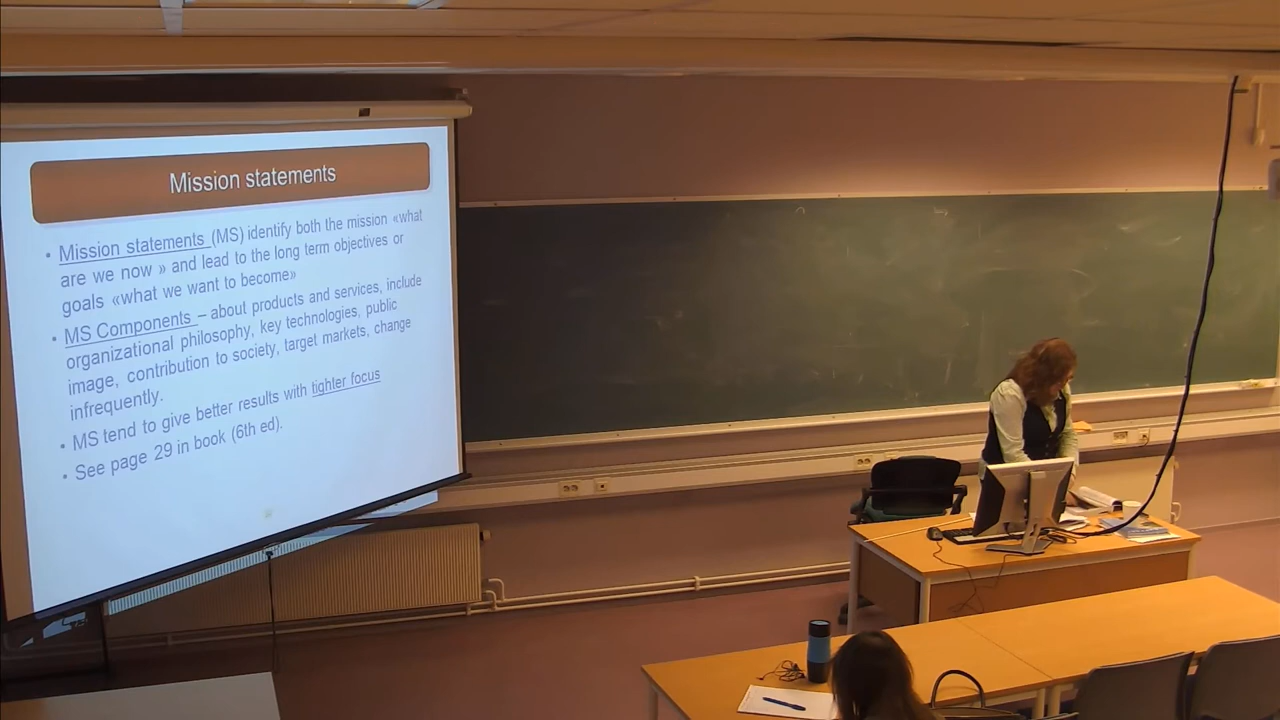 Mission statements
• Mission statements (MS) identify both the mission «what
are we now » and lead to the long term objectives or
goals «what we want to become»
• MS Components – about products and services, include
organizational philosophy, key technologies, public
image, contribution to society, target markets, change
infrequently.
• MS tend to give better results with tighter focus
• See page 29 in book (6th ed).